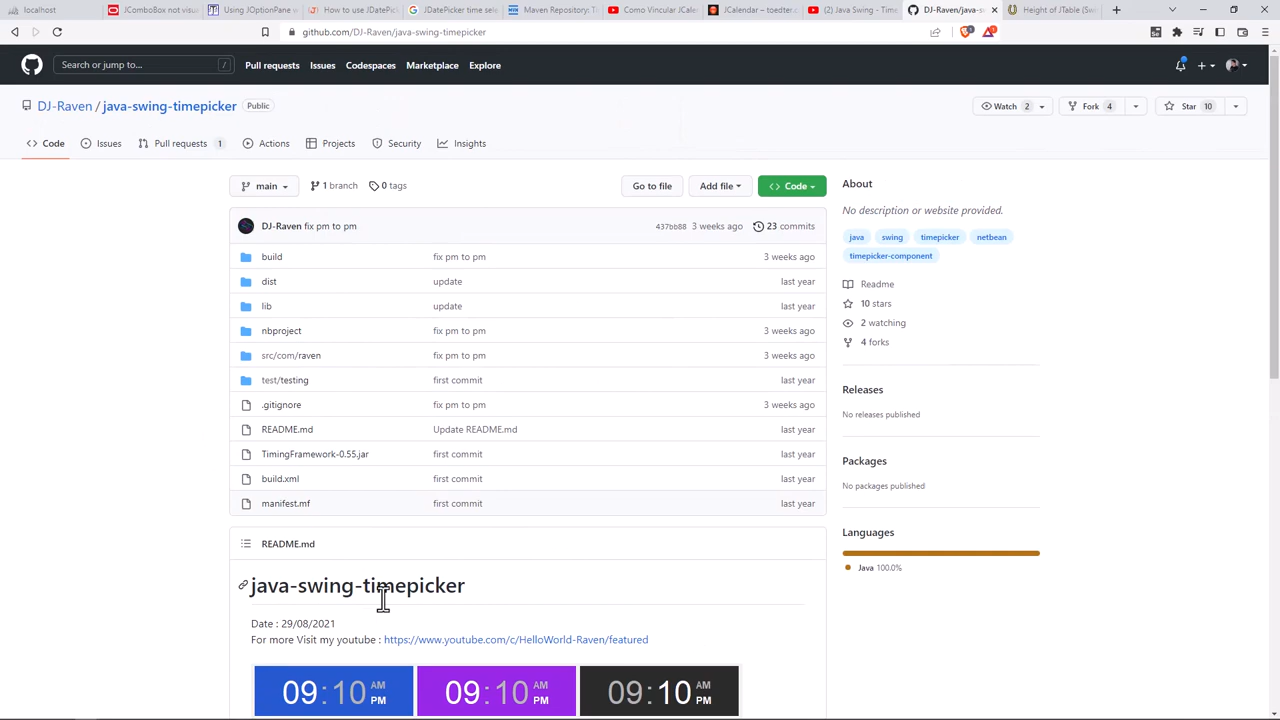 localhost
JComboBox not visu
Using JOptionPane w
How to use JDatePic
JDatePicker time sele
Maven Repository: Th
Como Vincular JCale
JCalendar – toedter.c
(2) Java Swing - Time
DJ-Raven/java-s
Height of JTable (Sw
github.com/DJ-Raven/java-swing-timepicker
Search or jump to...
/
Pull requests
Issues
Codespaces
Marketplace
Explore
DJ-Raven / java-swing-timepicker
Public
Watch 2
Fork 4
Star 10
Code
Issues
Pull requests 1
Actions
Projects
Security
Insights
main
1 branch
0 tags
Go to file
Add file
Code
DJ-Raven fix pm to pm
437bb88 3 weeks ago
23 commits
build fix pm to pm 3 weeks ago
dist update last year
lib update last year
nbproject fix pm to pm 3 weeks ago
src/com/raven fix pm to pm 3 weeks ago
test/testing first commit last year
.gitignore fix pm to pm 3 weeks ago
README.md Update README.md last year
TimingFramework-0.55.jar first commit last year
build.xml first commit last year
manifest.mf first commit last year
README.md
java-swing-timepicker
Date : 29/08/2021
For more Visit my youtube : https://www.youtube.com/c/HelloWorld-Raven/featured
09:10 AM PM
09:10 AM PM
09:10 AM PM
About
No description or website provided.
java swing timepicker netbean
timepicker-component
Readme
10 stars
2 watching
4 forks
Releases
No releases published
Packages
No packages published
Languages
Java 100.0%